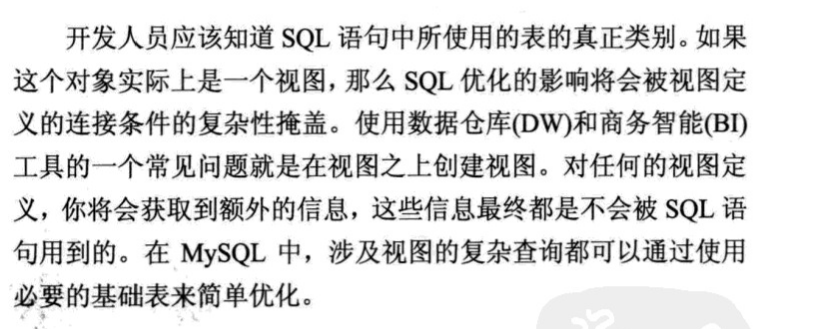 开发人员应该知道 SQL 语句中所使用的表的真正类别。如果
这个对象实际上是一个视图，那么 SQL 优化的影响将会被视图定
义的连接条件的复杂性掩盖。使用数据仓库(DW)和商务智能(BI)
工具的一个常见问题就是在视图之上创建视图。对任何的视图定
义，你将会获取到额外的信息，这些信息最终都是不会被 SQL 语
句用到的。在 MySQL 中，涉及视图的复杂查询都可以通过使用
必要的基础表来简单优化。